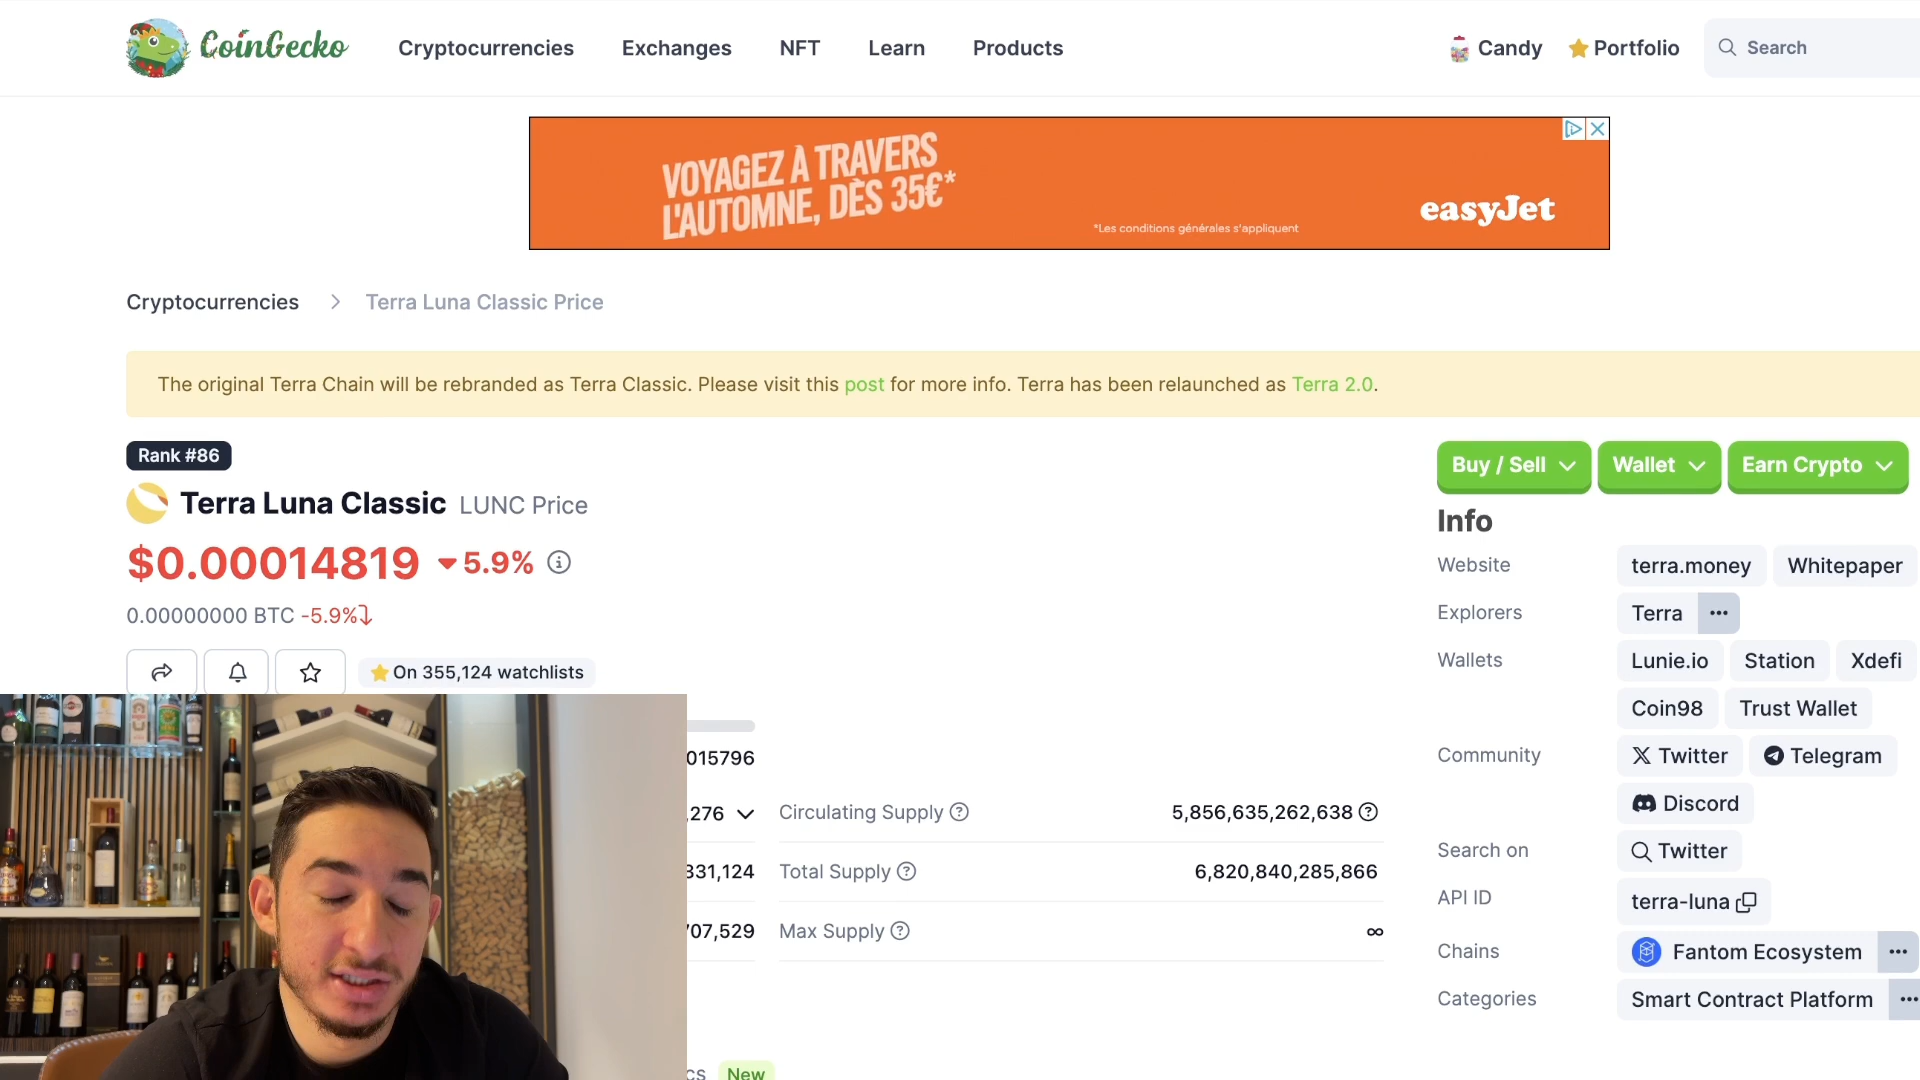 CoinGecko
Cryptocurrencies
Exchanges
NFT
Learn
Products
Candy
Portfolio
Search
VOYAGEZ À TRAVERS
L'AUTOMNE, DÈS 35€*
*Les conditions générales s'appliquent
easyJet
Cryptocurrencies
Terra Luna Classic Price
The original Terra Chain will be rebranded as Terra Classic. Please visit this post for more info. Terra has been relaunched as Terra 2.0.
Rank #86
Terra Luna Classic LUNC Price
$0.00014819 5.9%
0.00000000 BTC -5.9%
On 355,124 watchlists
015796
,276
331,124
707,529
Circulating Supply 5,856,635,262,638
Total Supply 6,820,840,285,866
Max Supply ∞
cs New
Buy / Sell
Wallet
Earn Crypto
Info
Website terra.money Whitepaper
Explorers Terra
Wallets Lunie.io Station Xdefi
Coin98 Trust Wallet
Community Twitter Telegram
Discord
Search on Twitter
API ID terra-luna
Chains Fantom Ecosystem
Categories Smart Contract Platform